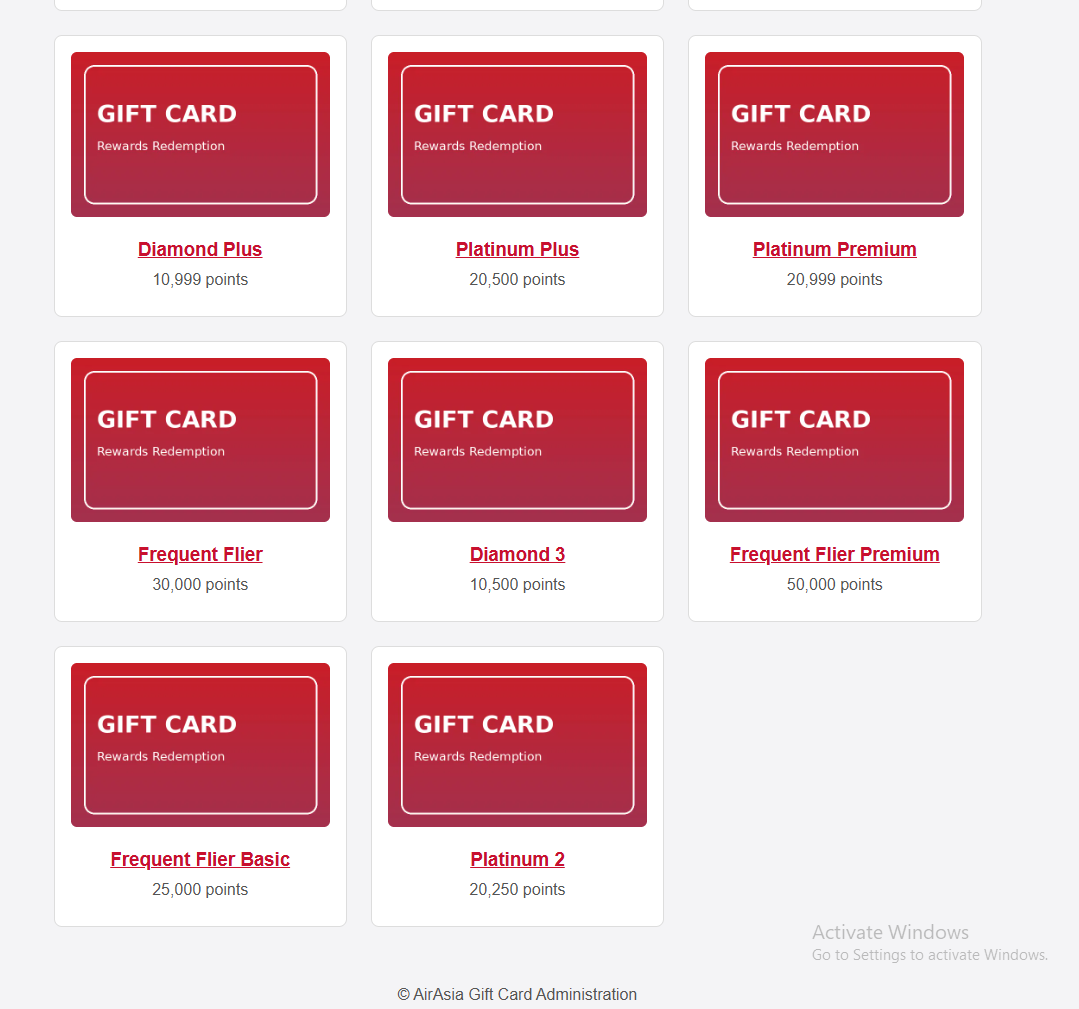 GIFT CARD
Rewards Redemption
Diamond Plus
10,999 points
GIFT CARD
Rewards Redemption
Platinum Plus
20,500 points
GIFT CARD
Rewards Redemption
Platinum Premium
20,999 points
GIFT CARD
Rewards Redemption
Frequent Flier
30,000 points
GIFT CARD
Rewards Redemption
Diamond 3
10,500 points
GIFT CARD
Rewards Redemption
Frequent Flier Premium
50,000 points
GIFT CARD
Rewards Redemption
Frequent Flier Basic
25,000 points
GIFT CARD
Rewards Redemption
Platinum 2
20,250 points
Activate Windows
Go to Settings to activate Windows.
© AirAsia Gift Card Administration